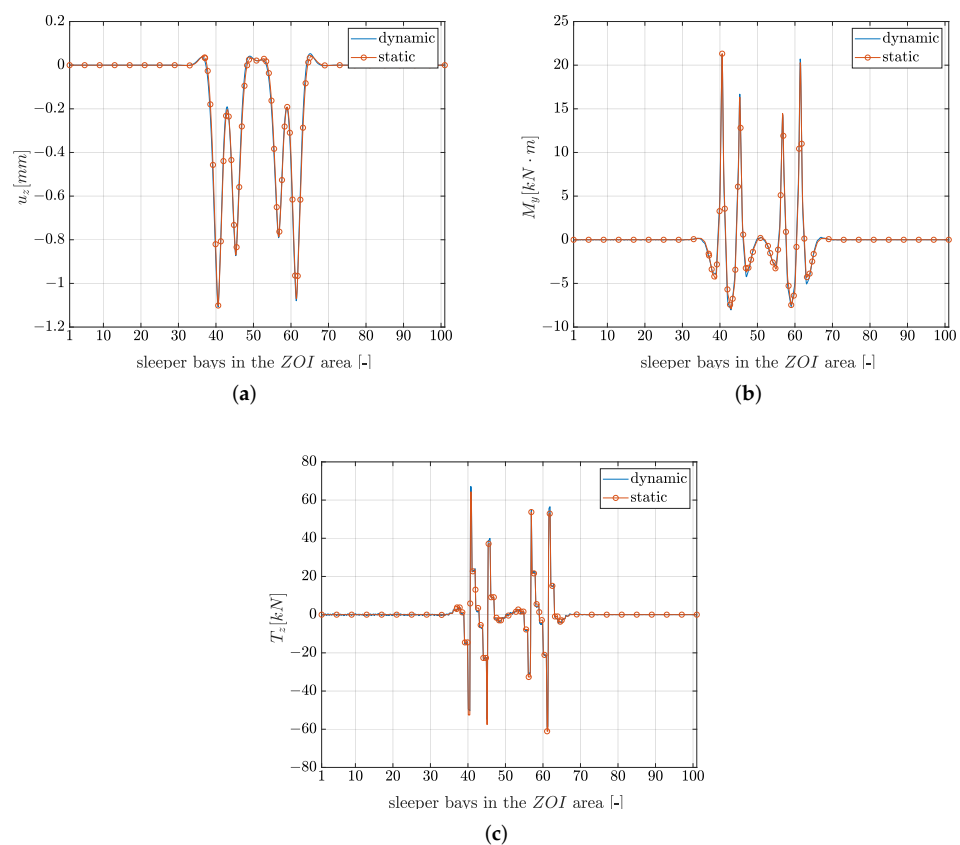 0.2
0
−0.2
−0.4
−0.6
−0.8
−1
−1.2
u_z[mm]
dynamic
static
1 10 20 30 40 50 60 70 80 90 100
sleeper bays in the ZOI area [-]
(a)
25
20
15
10
5
0
−5
−10
M_y[kN · m]
dynamic
static
1 10 20 30 40 50 60 70 80 90 100
sleeper bays in the ZOI area [-]
(b)
80
60
40
20
0
−20
−40
−60
−80
T_z[kN]
dynamic
static
1 10 20 30 40 50 60 70 80 90 100
sleeper bays in the ZOI area [-]
(c)